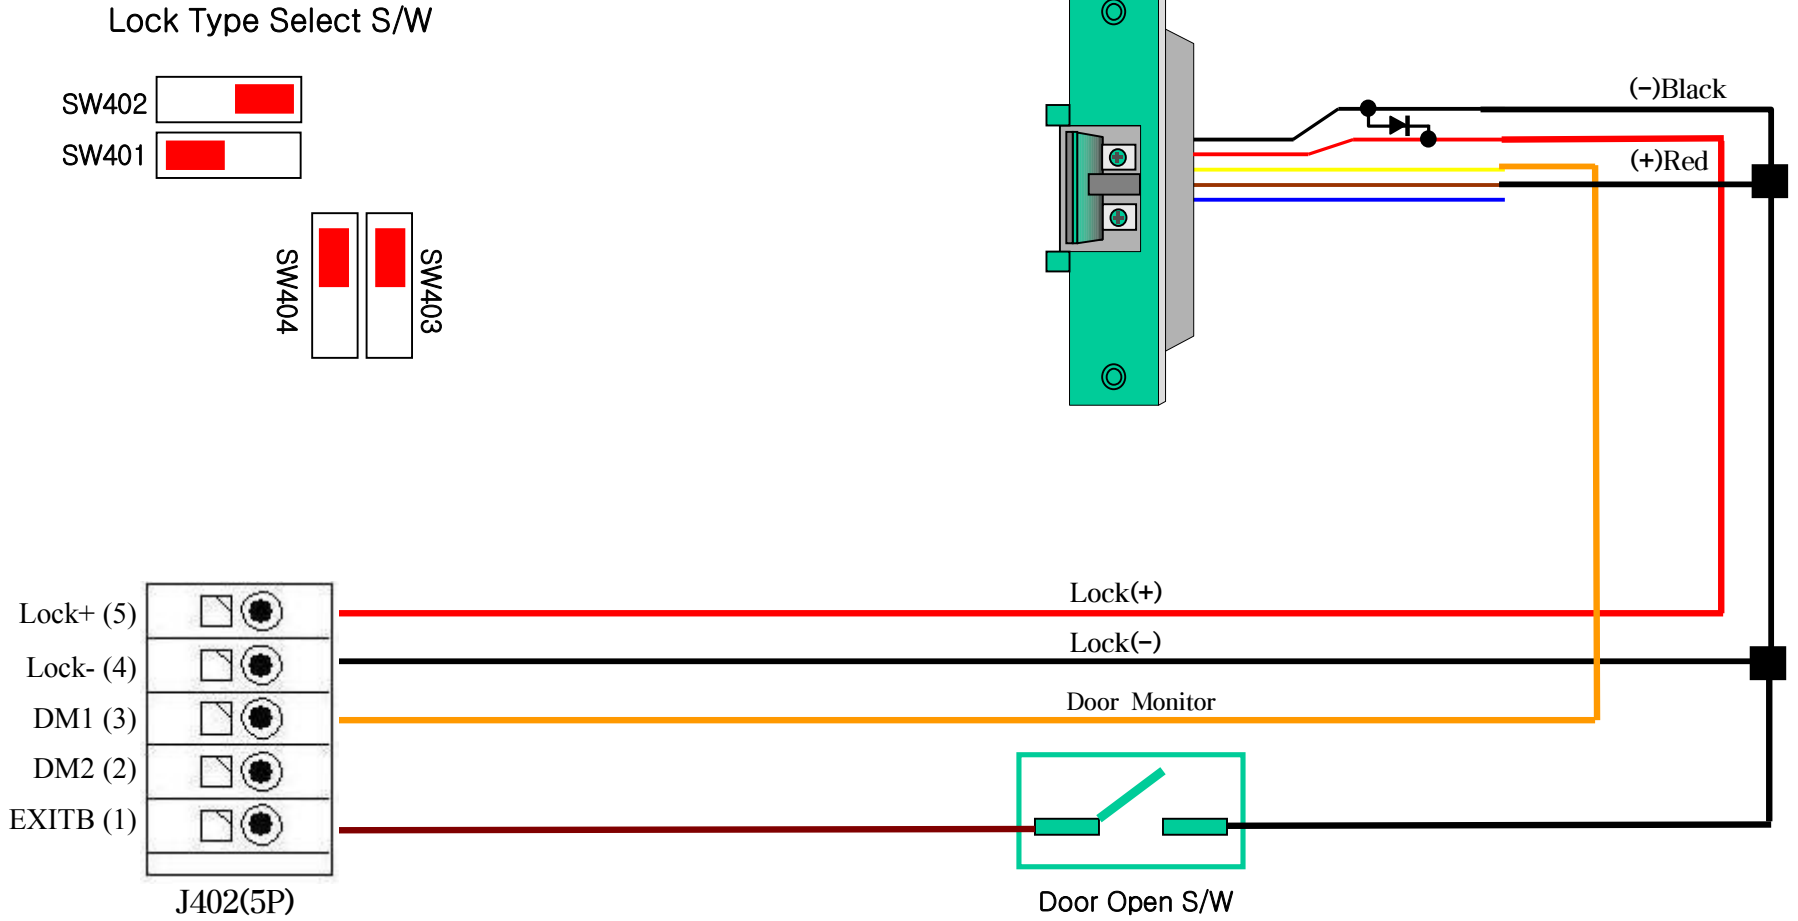 Lock Type Select S/W
SW402
SW401
SW404
SW403
(-)Black
(+)Red
Lock+ (5)
Lock- (4)
DM1 (3)
DM2 (2)
EXITB (1)
J402(5P)
Lock(+)
Lock(-)
Door Monitor
Door Open S/W